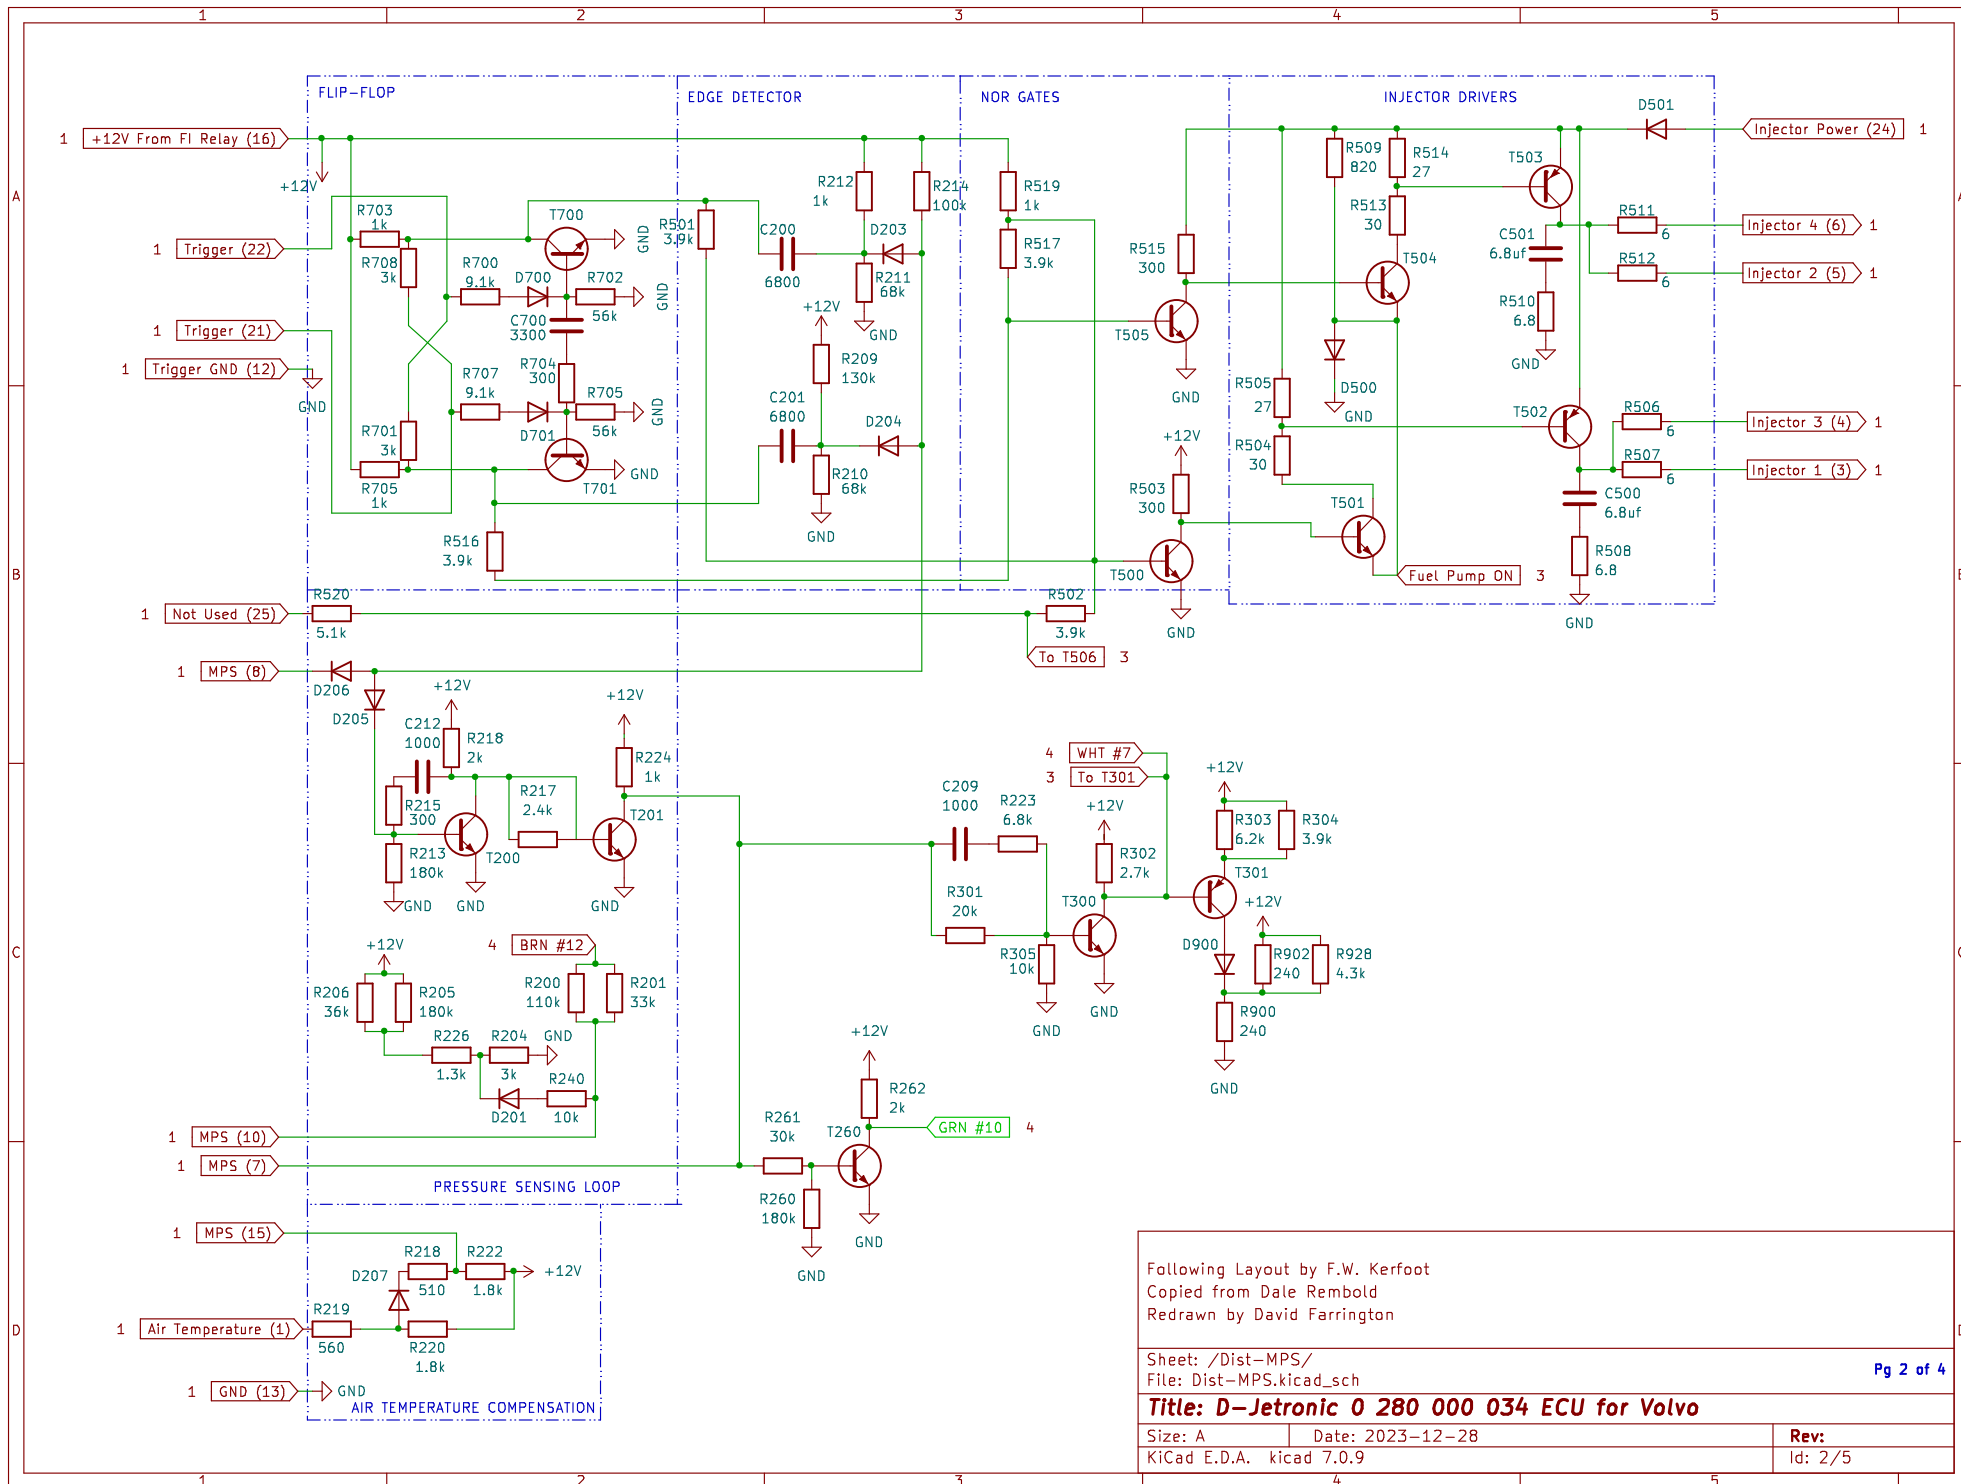 1 2 3 4 5
A
B
C
D
A
B
C
D
FLIP-FLOP
EDGE DETECTOR
NOR GATES
INJECTOR DRIVERS
1 +12V From FI Relay (16)
+12V
1 Trigger (22)
1 Trigger (21)
1 Trigger GND (12)
GND
R703
1k
R708
3k
R700
9.1k
D700
T700
GND
R702
56k
GND
C700
3300
R704
300
R707
9.1k
D701
R705
56k
GND
R701
3k
R705
1k
T701
GND
R516
3.9k
R501
3.9k
C200
6800
R212
1k
D203
R214
100k
R211
68k
GND
+12V
R209
130k
C201
6800
D204
R210
68k
GND
R519
1k
R517
3.9k
R515
300
T505
GND
+12V
R503
300
T500
GND
R502
3.9k
To T506 3
D501
Injector Power (24) 1
R509
820
R514
27
R513
30
T503
T504
C501
6.8uf
R511
6
Injector 4 (6) 1
R512
6
Injector 2 (5) 1
R510
6.8
GND
D500
GND
R505
27
R504
30
T502
T501
R506
6
Injector 3 (4) 1
R507
6
Injector 1 (3) 1
C500
6.8uf
R508
6.8
GND
Fuel Pump ON 3
R520
5.1k
1 Not Used (25)
1 MPS (8)
D206
D205
+12V
C212
1000
R218
2k
R215
300
R213
180k
GND
T200
GND
R217
2.4k
+12V
R224
1k
T201
GND
4 BRN #12
+12V
R206
36k
R205
180k
R200
110k
R201
33k
R226
1.3k
R204
3k
GND
D201
R240
10k
1 MPS (10)
1 MPS (7)
PRESSURE SENSING LOOP
4 WHT #7
3 To T301
C209
1000
R223
6.8k
R301
20k
R305
10k
GND
+12V
R302
2.7k
T300
GND
+12V
R303
6.2k
R304
3.9k
T301
+12V
D900
R902
240
R928
4.3k
R900
240
GND
+12V
R262
2k
R261
30k
T260
GRN #10 4
R260
180k
GND
GND
1 MPS (15)
R218
510
R222
1.8k
+12V
D207
1 Air Temperature (1)
R219
560
R220
1.8k
1 GND (13)
GND
AIR TEMPERATURE COMPENSATION
Following Layout by F.W. Kerfoot
Copied from Dale Rembold
Redrawn by David Farrington
Sheet: /Dist-MPS/
File: Dist-MPS.kicad_sch
Pg 2 of 4
Title: D-Jetronic 0 280 000 034 ECU for Volvo
Size: A Date: 2023-12-28 Rev:
KiCad E.D.A. kicad 7.0.9 Id: 2/5
1 2 3 4 5